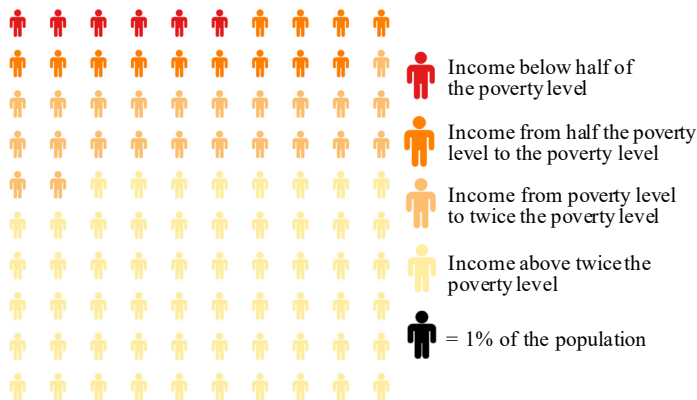 Income below half of
the poverty level
Income from half the poverty
level to the poverty level
Income from poverty level
to twice the poverty level
Income above twice the
poverty level
= 1% of the population